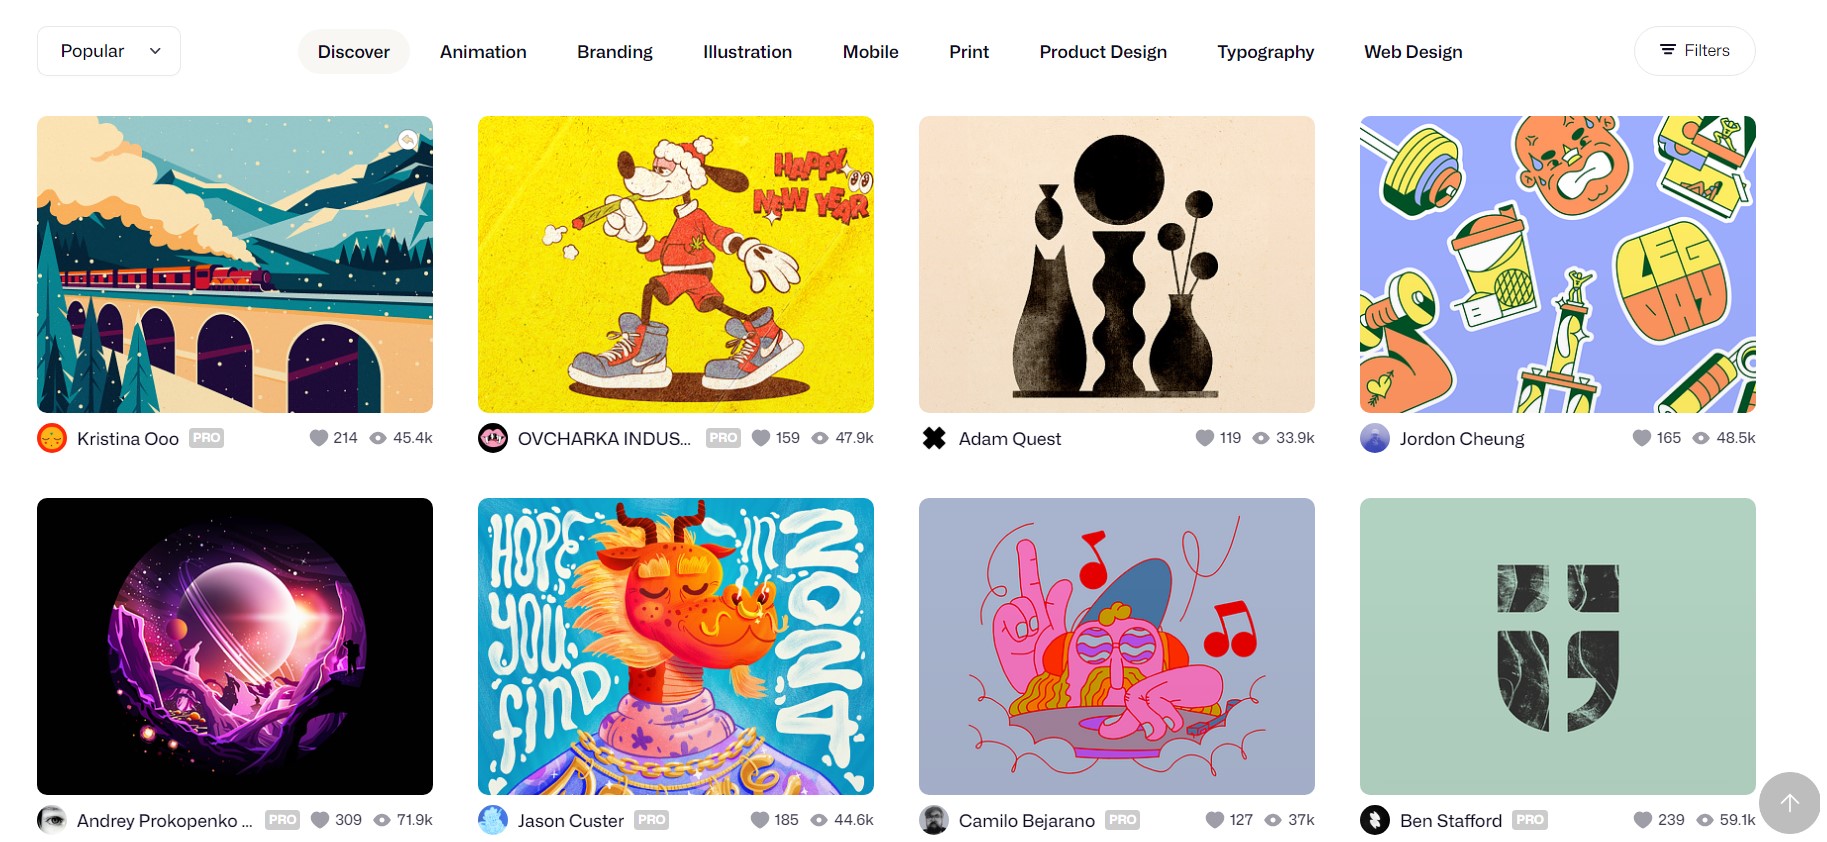 Popular
Discover
Animation
Branding
Illustration
Mobile
Print
Product Design
Typography
Web Design
Filters
HAPPY
NEW YEAR
LEG
DAY
Kristina Ooo PRO 214 45.4k
OVCHARKA INDUS... PRO 159 47.9k
Adam Quest 119 33.9k
Jordon Cheung 165 48.5k
HOPE
YOU
find
in
2024
Andrey Prokopenko ... PRO 309 71.9k
Jason Custer PRO 185 44.6k
Camilo Bejarano PRO 127 37k
Ben Stafford PRO 239 59.1k